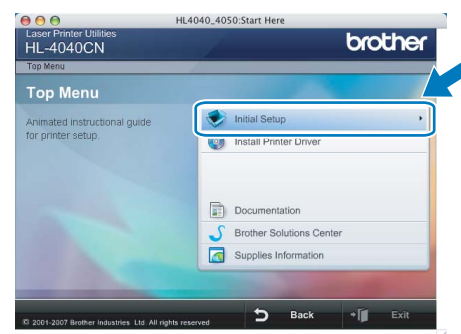 HL4040_4050:Start Here
Laser Printer Utilities
HL-4040CN
brother
Top Menu
Top Menu
Animated instructional guide
for printer setup.
Initial Setup
Install Printer Driver
Documentation
Brother Solutions Center
Supplies Information
© 2001-2007 Brother Industries Ltd. All rights reserved
Back
Exit